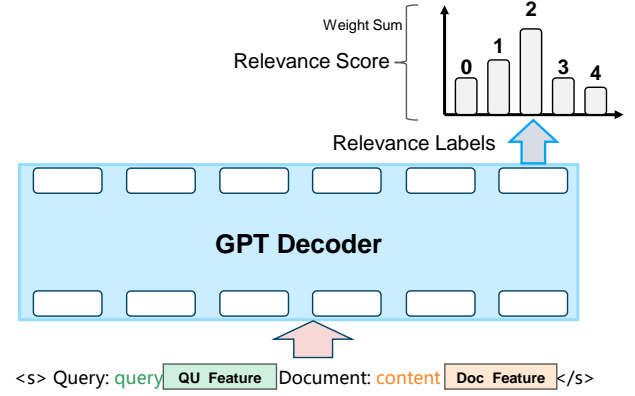 Weight Sum
Relevance Score
0 1 2 3 4
Relevance Labels
GPT Decoder
<s> Query: query QU Feature Document: content Doc Feature </s>